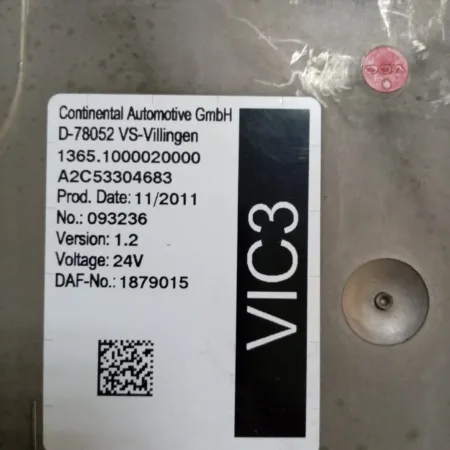 Continental Automotive GmbH
D-78052 VS-Villingen
1365.1000020000
A2C53304683
Prod. Date: 11/2011
No.: 093236
Version: 1.2
Voltage: 24V
DAF-No.: 1879015
VIC3